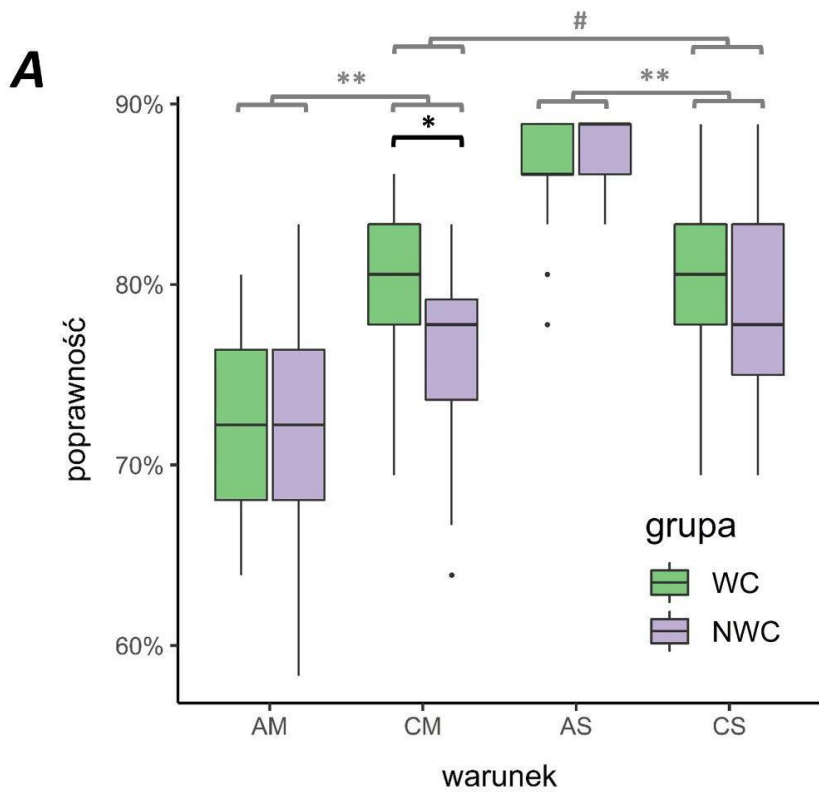 A
#
** **
*
90%
80%
70%
60%
poprawność
AM CM AS CS
warunek
grupa
WC
NWC